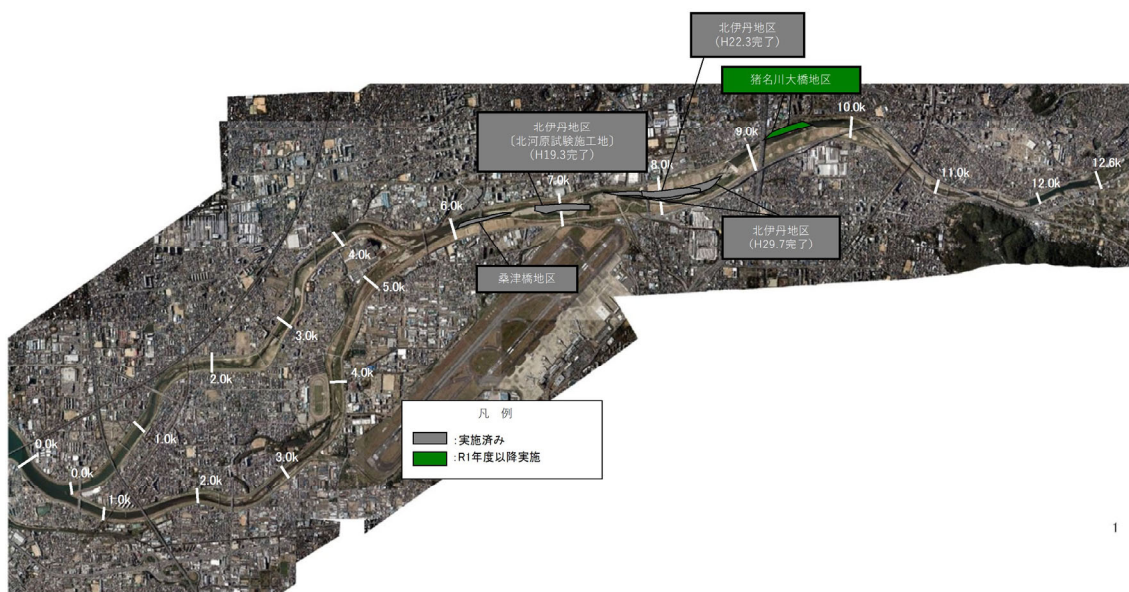 北伊丹地区
（H22.3完了）
猪名川大橋地区
北伊丹地区
〔北河原試験施工地〕
（H19.3完了）
10.0k
9.0k
8.0k
7.0k
12.6k
11.0k
12.0k
6.0k
北伊丹地区
（H29.7完了）
桑津橋地区
4.0k
5.0k
3.0k
2.0k
4.0k
凡 例
：実施済み
：R1年度以降実施
1.0k
0.0k
3.0k
0.0k
2.0k
1.0k
1